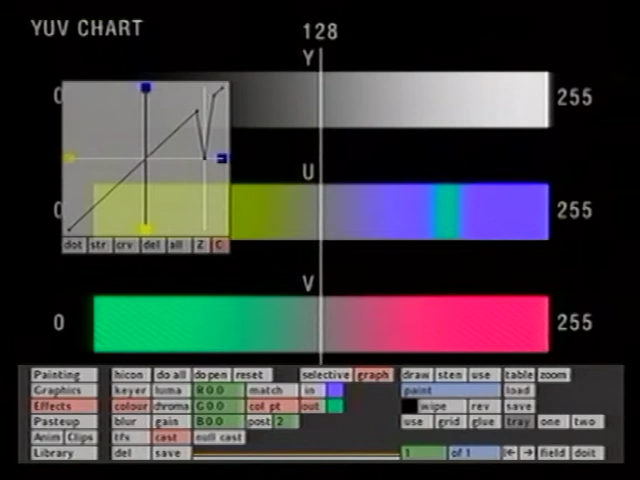 YUV CHART
128
Y
0
255
U
0
255
dot str crv del all Z C
V
0
255
Painting hicon do all do pen reset selective graph draw sten use table zoom
Graphics keyer luma R 0 0 match in paint load
Effects colour chroma G 0 0 col pt out wipe rev save
Pasteup blur gain B 0 0 post 2 use grid glue tray one two
Anim Clips tfs cast null cast
Library del save 1 of 1 ← → field doit